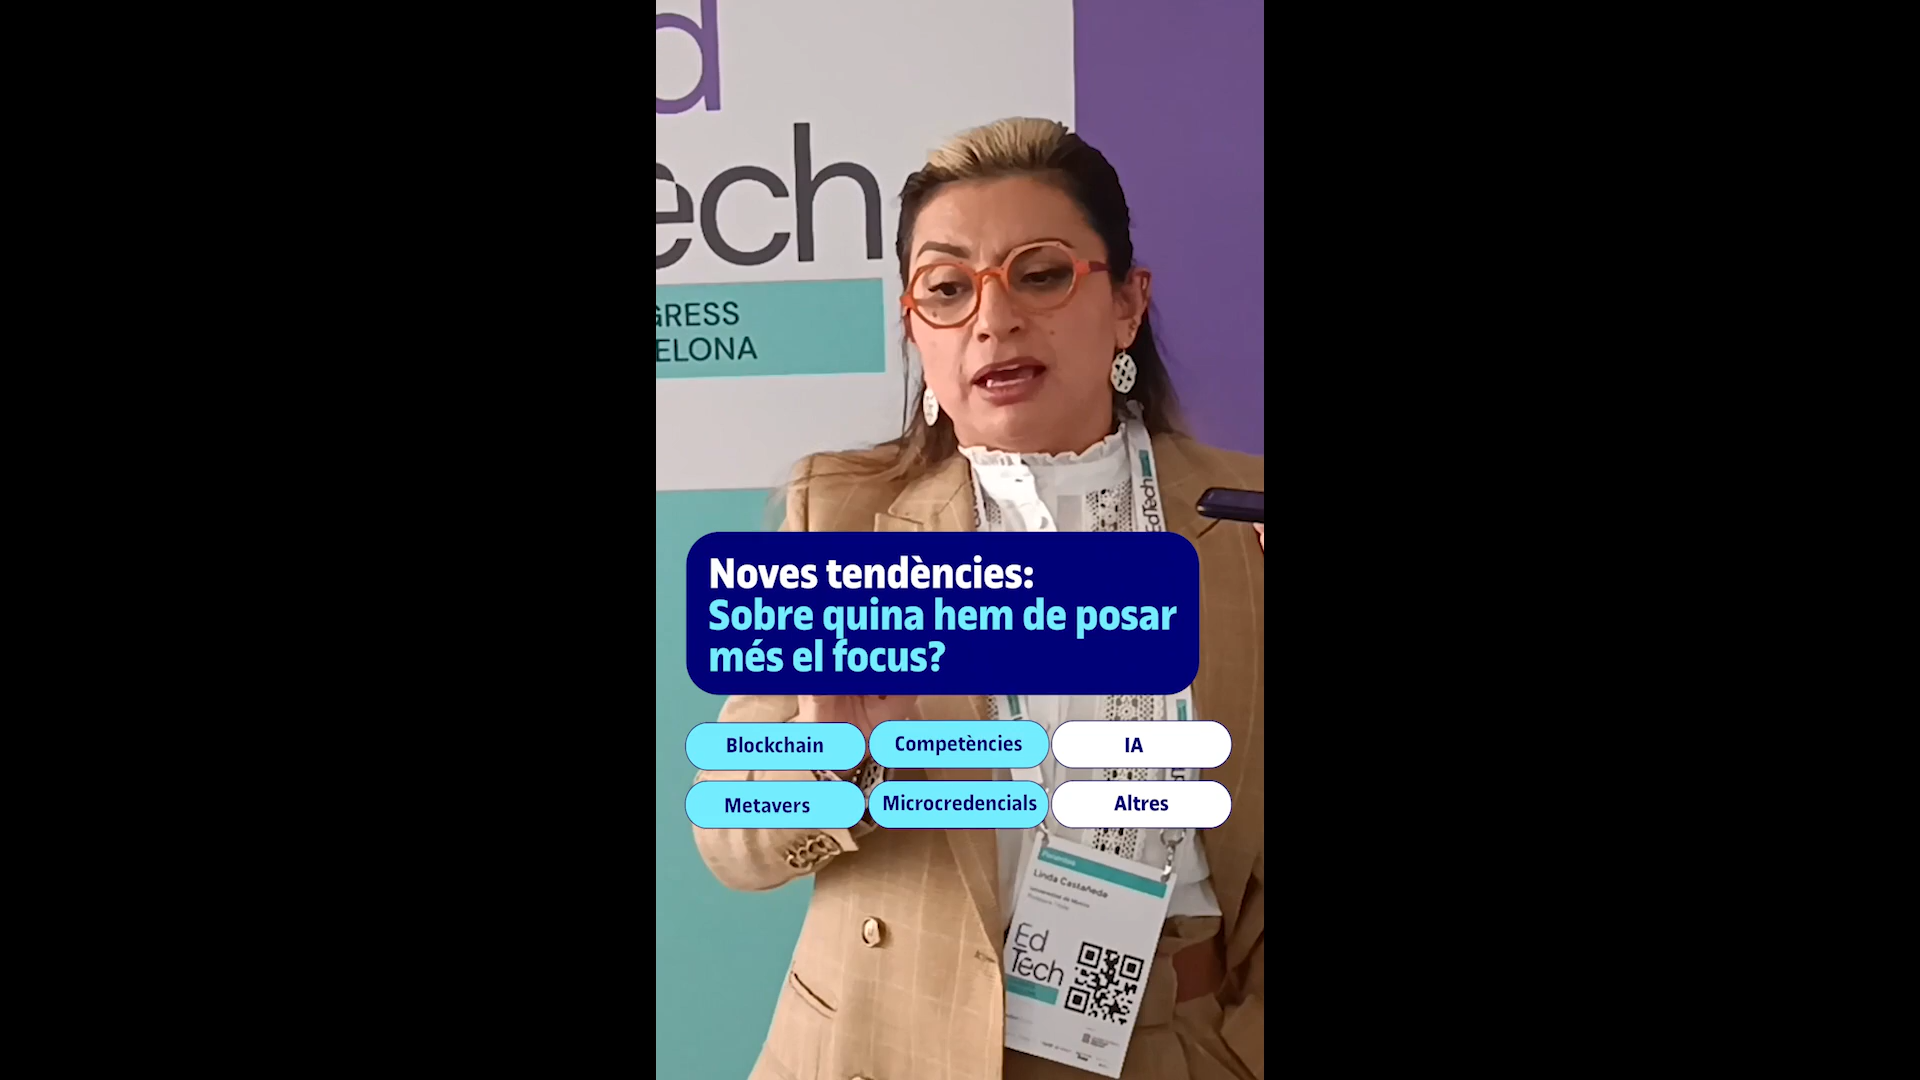 d
ech
GRESS
ELONA
EdTech
Noves tendències:
Sobre quina hem de posar
més el focus?
Blockchain
Competències
IA
Metavers
Microcredencials
Altres
Linda Castañeda
Ed
Tech